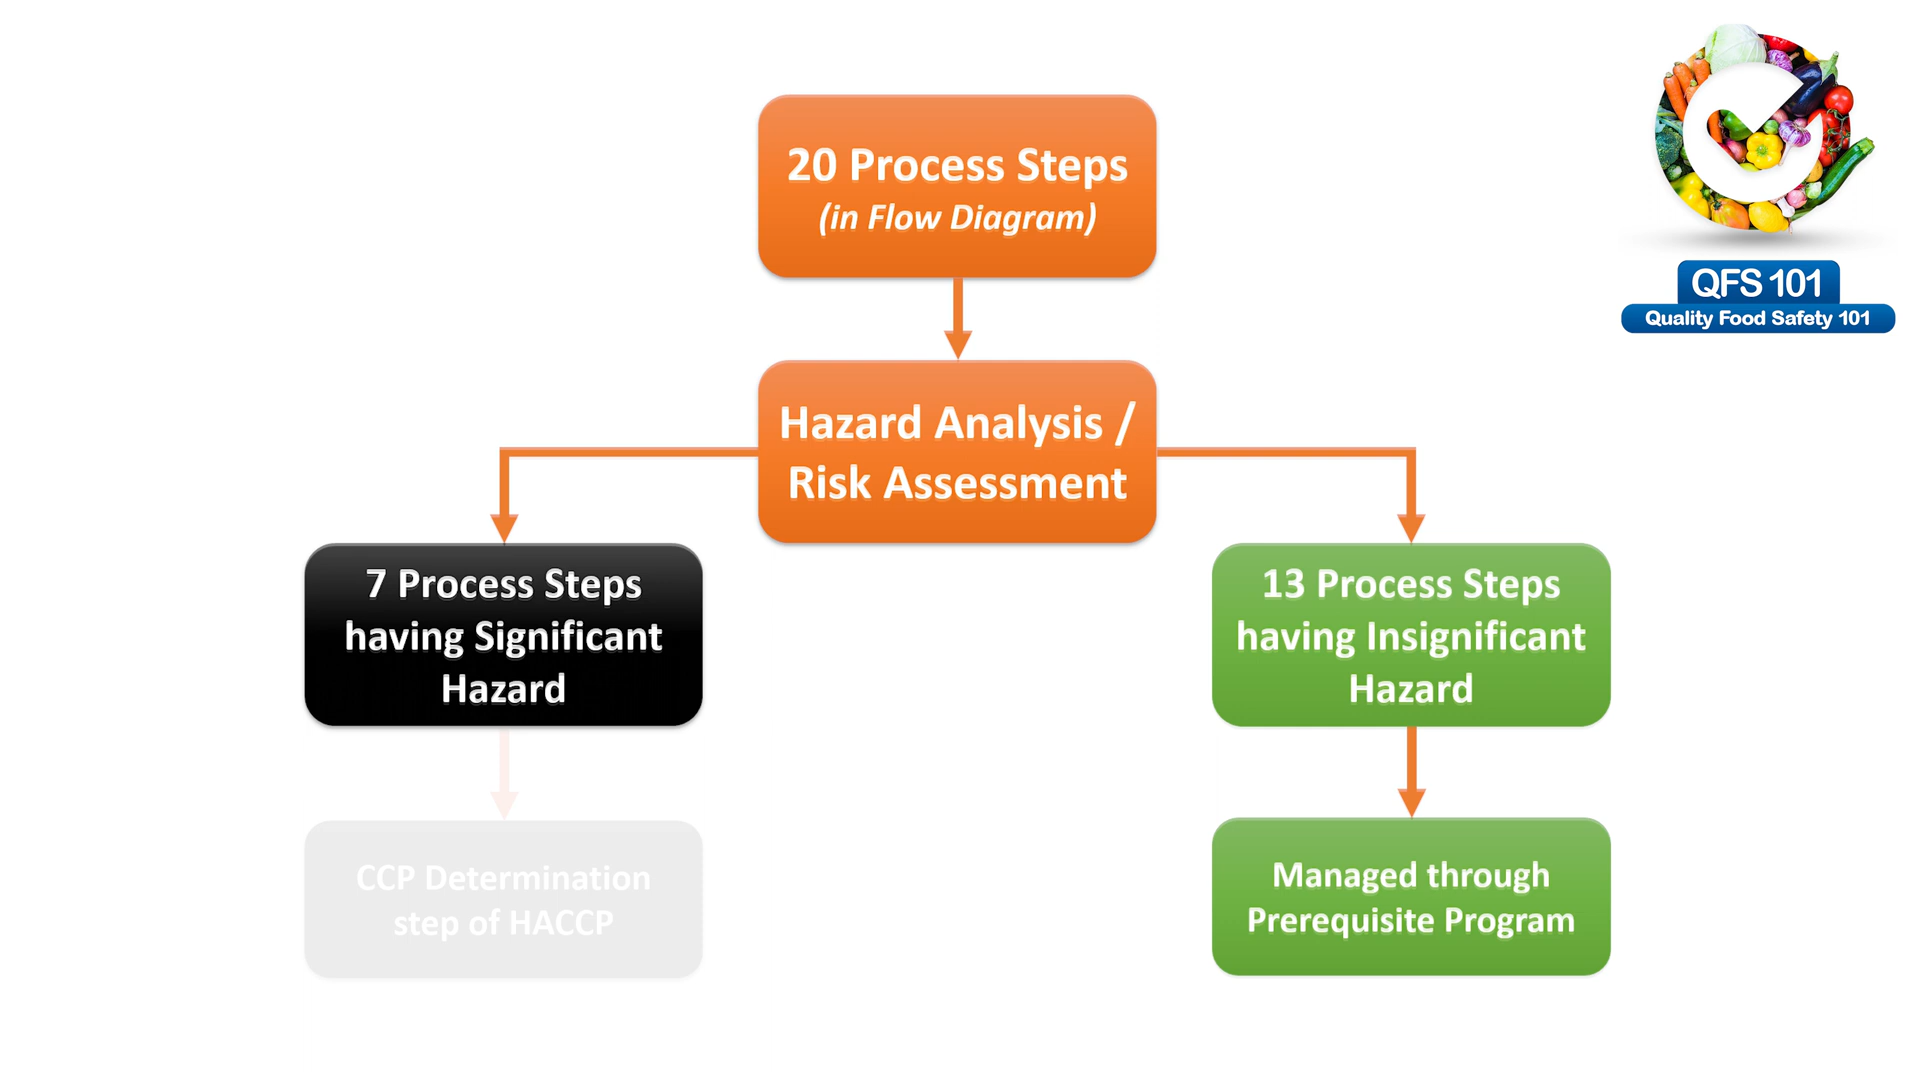 20 Process Steps
(in Flow Diagram)
QFS 101
Quality Food Safety 101
Hazard Analysis /
Risk Assessment
7 Process Steps
having Significant
Hazard
13 Process Steps
having Insignificant
Hazard
CCP Determination
step of HACCP
Managed through
Prerequisite Program